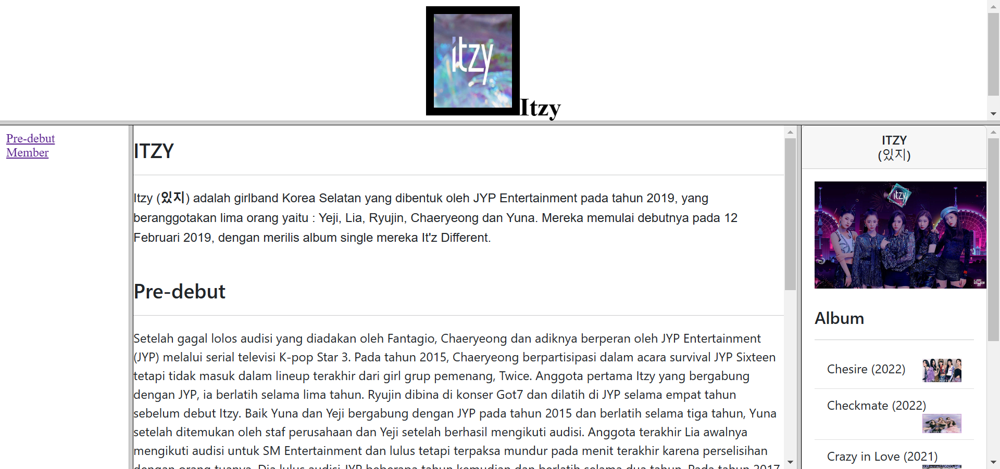 itzy
Itzy
Pre-debut
Member
ITZY
Itzy (있지) adalah girlband Korea Selatan yang dibentuk oleh JYP Entertainment pada tahun 2019, yang
beranggotakan lima orang yaitu : Yeji, Lia, Ryujin, Chaeryeong dan Yuna. Mereka memulai debutnya pada 12
Februari 2019, dengan merilis album single mereka It'z Different.
Pre-debut
Setelah gagal lolos audisi yang diadakan oleh Fantagio, Chaeryeong dan adiknya berperan oleh JYP Entertainment
(JYP) melalui serial televisi K-pop Star 3. Pada tahun 2015, Chaeryeong berpartisipasi dalam acara survival JYP Sixteen
tetapi tidak masuk dalam lineup terakhir dari girl grup pemenang, Twice. Anggota pertama Itzy yang bergabung
dengan JYP, ia berlatih selama lima tahun. Ryujin dibina di konser Got7 dan dilatih di JYP selama empat tahun
sebelum debut Itzy. Baik Yuna dan Yeji bergabung dengan JYP pada tahun 2015 dan berlatih selama tiga tahun, Yuna
setelah ditemukan oleh staf perusahaan dan Yeji setelah berhasil mengikuti audisi. Anggota terakhir Lia awalnya
mengikuti audisi untuk SM Entertainment dan lulus tetapi terpaksa mundur pada menit terakhir karena perselisihan
dengan orang tuanya. Dia lulus audisi JYP beberapa tahun kemudian dan berlatih selama dua tahun. Pada tahun 2017
ITZY
(있지)
itzy
Album
Chesire (2022)
Checkmate (2022)
Crazy in Love (2021)